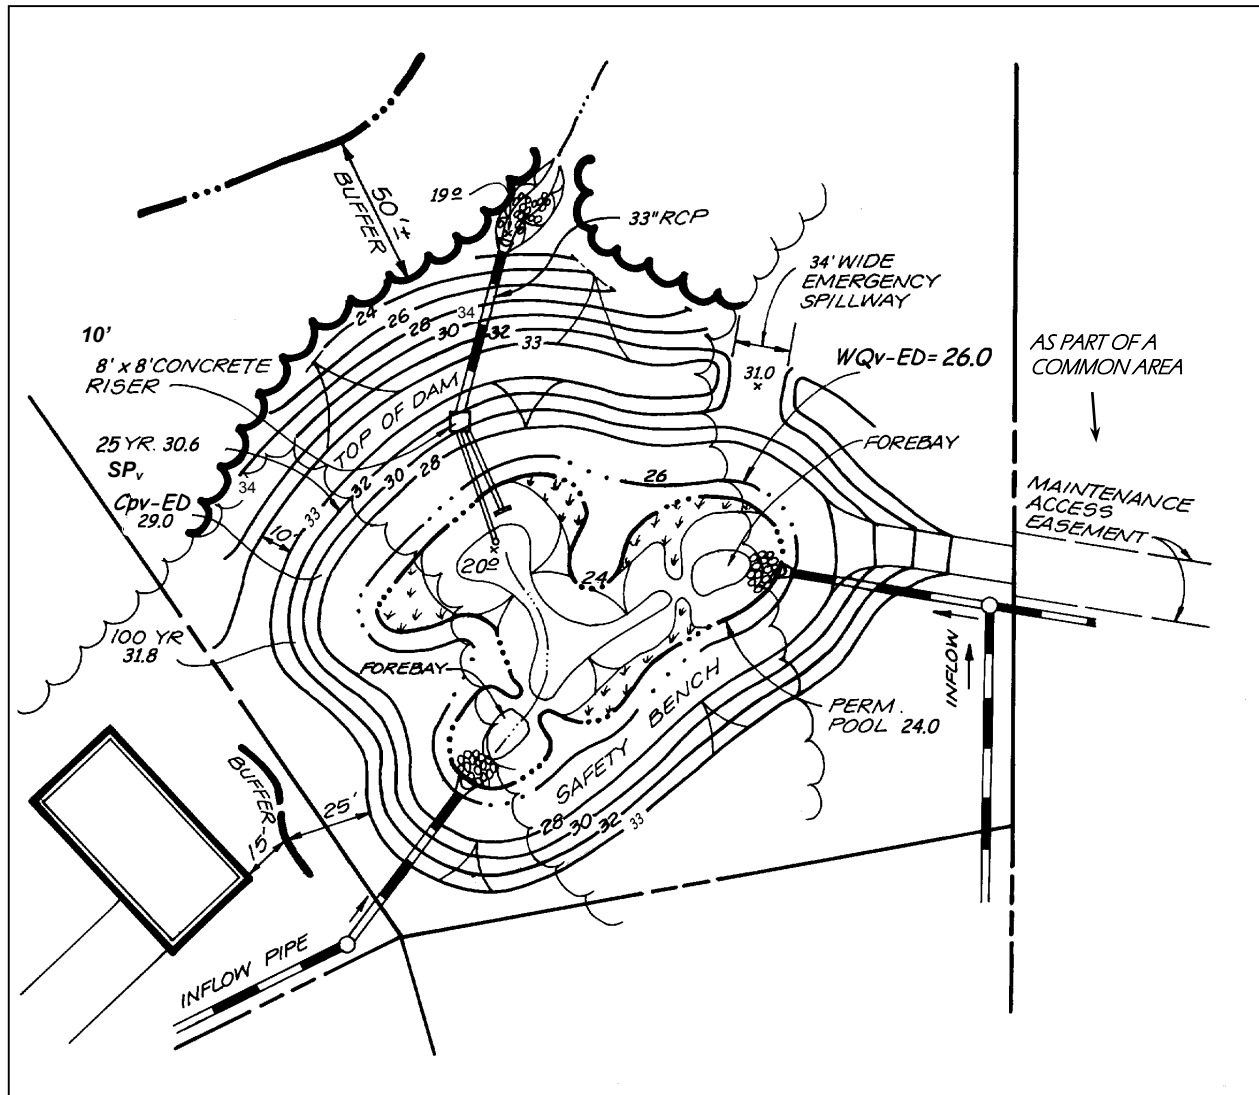 50'±
BUFFER
19º
33"RCP
34'WIDE
EMERGENCY
SPILLWAY
24
26
28
30
32
34
33
10'
8' x 8'CONCRETE
RISER
31.0
x
WQv-ED= 26.0
AS PART OF A
COMMON AREA
TOP OF DAM
FOREBAY
25 YR. 30.6
SPv
Cpv-ED
29.0
34
33
32
30
28
26
MAINTENANCE
ACCESS
EASEMENT
10'
20º
x
24
100 YR
31.8
FOREBAY
INFLOW
PERM.
POOL 24.0
SAFETY BENCH
BUFFER
25'
15'
28
30
32
33
INFLOW PIPE